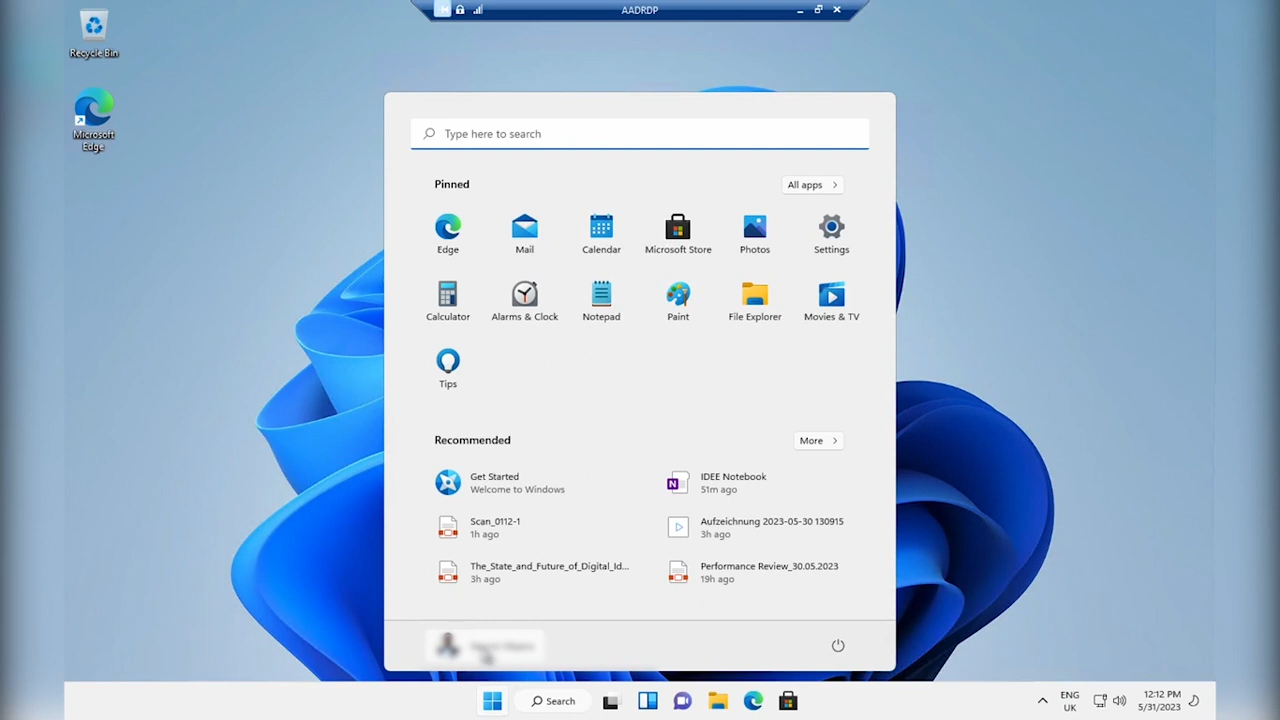 AADRDP
Recycle Bin
Microsoft
Edge
Type here to search
Pinned
All apps
Edge
Mail
Calendar
Microsoft Store
Photos
Settings
Calculator
Alarms & Clock
Notepad
Paint
File Explorer
Movies & TV
Tips
Recommended
More
Get Started
Welcome to Windows
IDEE Notebook
51m ago
Scan_0112-1
1h ago
Aufzeichnung 2023-05-30 130915
3h ago
The_State_and_Future_of_Digital_Id...
3h ago
Performance Review_30.05.2023
19h ago
Search
ENG
UK
12:12 PM
5/31/2023